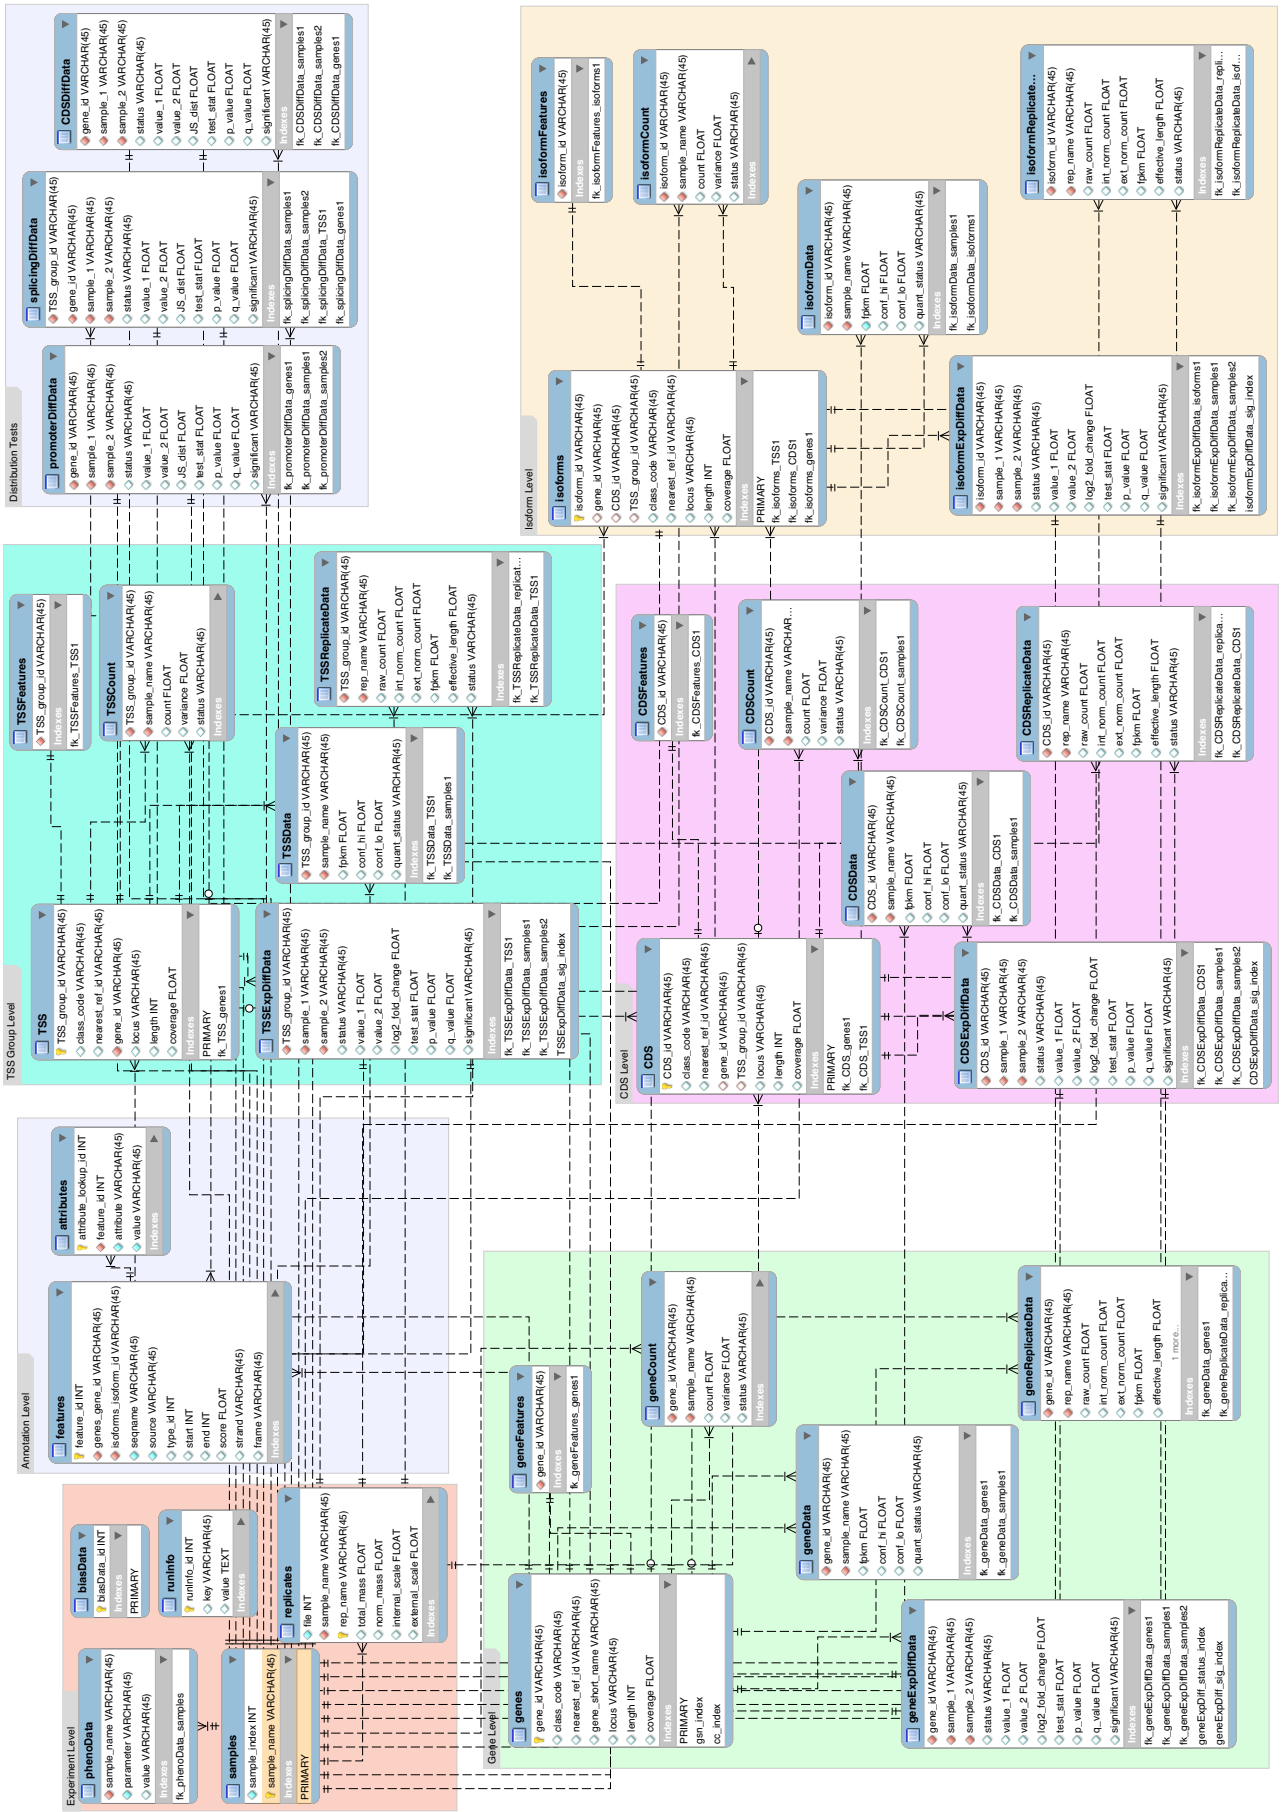 Experiment Level
phenoData
sample_name VARCHAR(45)
parameter VARCHAR(45)
value VARCHAR(45)
Indexes
fk_phenoData_samples
samples
sample_index INT
sample_name VARCHAR(45)
Indexes
PRIMARY
biasData
biasData_id INT
Indexes
PRIMARY
runInfo
runInfo_id INT
key VARCHAR(45)
value TEXT
Indexes
replicates
file INT
sample_name VARCHAR(45)
rep_name VARCHAR(45)
total_mass FLOAT
norm_mass FLOAT
internal_scale FLOAT
external_scale FLOAT
Indexes
Annotation Level
features
feature_id INT
genes_gene_id VARCHAR(45)
isoforms_isoform_id VARCHAR(45)
seqname VARCHAR(45)
source VARCHAR(45)
type_id INT
start INT
end INT
score FLOAT
strand VARCHAR(45)
frame VARCHAR(45)
Indexes
attributes
attribute_lookup_id INT
feature_id INT
attribute VARCHAR(45)
value VARCHAR(45)
Indexes
TSS Group Level
TSS
TSS_group_id VARCHAR(45)
class_code VARCHAR(45)
nearest_ref_id VARCHAR(45)
gene_id VARCHAR(45)
locus VARCHAR(45)
length INT
coverage FLOAT
Indexes
PRIMARY
fk_TSS_genes1
TSSExpDiffData
TSS_group_id VARCHAR(45)
sample_1 VARCHAR(45)
sample_2 VARCHAR(45)
status VARCHAR(45)
value_1 FLOAT
value_2 FLOAT
log2_fold_change FLOAT
test_stat FLOAT
p_value FLOAT
q_value FLOAT
significant VARCHAR(45)
Indexes
fk_TSSExpDiffData_TSS1
fk_TSSExpDiffData_samples1
fk_TSSExpDiffData_samples2
TSSExpDiffData_sig_index
TSSFeatures
TSS_group_id VARCHAR(45)
Indexes
fk_TSSFeatures_TSS1
TSSCount
TSS_group_id VARCHAR(45)
sample_name VARCHAR(45)
count FLOAT
variance FLOAT
status VARCHAR(45)
Indexes
TSSData
TSS_group_id VARCHAR(45)
sample_name VARCHAR(45)
fpkm FLOAT
conf_hi FLOAT
conf_lo FLOAT
quant_status VARCHAR(45)
Indexes
fk_TSSData_TSS1
fk_TSSData_samples1
TSSReplicateData
TSS_group_id VARCHAR(45)
rep_name VARCHAR(45)
raw_count FLOAT
int_norm_count FLOAT
ext_norm_count FLOAT
fpkm FLOAT
effective_length FLOAT
status VARCHAR(45)
Indexes
fk_TSSReplicateData_replicat...
fk_TSSReplicateData_TSS1
Distribution Tests
promoterDiffData
gene_id VARCHAR(45)
sample_1 VARCHAR(45)
sample_2 VARCHAR(45)
status VARCHAR(45)
value_1 FLOAT
value_2 FLOAT
JS_dist FLOAT
test_stat FLOAT
p_value FLOAT
q_value FLOAT
significant VARCHAR(45)
Indexes
fk_promoterDiffData_genes1
fk_promoterDiffData_samples1
fk_promoterDiffData_samples2
splicingDiffData
TSS_group_id VARCHAR(45)
gene_id VARCHAR(45)
sample_1 VARCHAR(45)
sample_2 VARCHAR(45)
status VARCHAR(45)
value_1 FLOAT
value_2 FLOAT
JS_dist FLOAT
test_stat FLOAT
p_value FLOAT
q_value FLOAT
significant VARCHAR(45)
Indexes
fk_splicingDiffData_samples1
fk_splicingDiffData_samples2
fk_splicingDiffData_TSS1
fk_splicingDiffData_genes1
CDSDiffData
gene_id VARCHAR(45)
sample_1 VARCHAR(45)
sample_2 VARCHAR(45)
status VARCHAR(45)
value_1 FLOAT
value_2 FLOAT
JS_dist FLOAT
test_stat FLOAT
p_value FLOAT
q_value FLOAT
significant VARCHAR(45)
Indexes
fk_CDSDiffData_samples1
fk_CDSDiffData_samples2
fk_CDSDiffData_genes1
Gene Level
genes
gene_id VARCHAR(45)
class_code VARCHAR(45)
nearest_ref_id VARCHAR(45)
gene_short_name VARCHAR(45)
locus VARCHAR(45)
length INT
coverage FLOAT
Indexes
PRIMARY
gsn_index
cc_index
geneExpDiffData
gene_id VARCHAR(45)
sample_1 VARCHAR(45)
sample_2 VARCHAR(45)
status VARCHAR(45)
value_1 FLOAT
value_2 FLOAT
log2_fold_change FLOAT
test_stat FLOAT
p_value FLOAT
q_value FLOAT
significant VARCHAR(45)
Indexes
fk_geneExpDiffData_genes1
fk_geneExpDiffData_samples1
fk_geneExpDiffData_samples2
geneExpDiff_status_index
geneExpDiff_sig_index
geneFeatures
gene_id VARCHAR(45)
Indexes
fk_geneFeatures_genes1
geneCount
gene_id VARCHAR(45)
sample_name VARCHAR(45)
count FLOAT
variance FLOAT
status VARCHAR(45)
Indexes
geneData
gene_id VARCHAR(45)
sample_name VARCHAR(45)
fpkm FLOAT
conf_hi FLOAT
conf_lo FLOAT
quant_status VARCHAR(45)
Indexes
fk_geneData_genes1
fk_geneData_samples1
geneReplicateData
gene_id VARCHAR(45)
rep_name VARCHAR(45)
raw_count FLOAT
int_norm_count FLOAT
ext_norm_count FLOAT
fpkm FLOAT
effective_length FLOAT
1 more...
Indexes
fk_geneData_genes1
fk_geneReplicateData_replica...
CDS Level
CDS
CDS_id VARCHAR(45)
class_code VARCHAR(45)
nearest_ref_id VARCHAR(45)
gene_id VARCHAR(45)
TSS_group_id VARCHAR(45)
locus VARCHAR(45)
length INT
coverage FLOAT
Indexes
PRIMARY
fk_CDS_genes1
fk_CDS_TSS1
CDSExpDiffData
CDS_id VARCHAR(45)
sample_1 VARCHAR(45)
sample_2 VARCHAR(45)
status VARCHAR(45)
value_1 FLOAT
value_2 FLOAT
log2_fold_change FLOAT
test_stat FLOAT
p_value FLOAT
q_value FLOAT
significant VARCHAR(45)
Indexes
fk_CDSExpDiffData_CDS1
fk_CDSExpDiffData_samples1
fk_CDSExpDiffData_samples2
CDSExpDiffData_sig_index
CDSFeatures
CDS_id VARCHAR(45)
Indexes
fk_CDSFeatures_CDS1
CDSCount
CDS_id VARCHAR(45)
sample_name VARCHAR...
count FLOAT
variance FLOAT
status VARCHAR(45)
Indexes
fk_CDSCount_CDS1
fk_CDSCount_samples1
CDSData
CDS_id VARCHAR(45)
sample_name VARCHAR(45)
fpkm FLOAT
conf_hi FLOAT
conf_lo FLOAT
quant_status VARCHAR(45)
Indexes
fk_CDSData_CDS1
fk_CDSData_samples1
CDSReplicateData
CDS_id VARCHAR(45)
rep_name VARCHAR(45)
raw_count FLOAT
int_norm_count FLOAT
ext_norm_count FLOAT
fpkm FLOAT
effective_length FLOAT
status VARCHAR(45)
Indexes
fk_CDSReplicateData_replica...
fk_CDSReplicateData_CDS1
Isoform Level
isoforms
isoform_id VARCHAR(45)
gene_id VARCHAR(45)
CDS_id VARCHAR(45)
TSS_group_id VARCHAR(45)
class_code VARCHAR(45)
nearest_ref_id VARCHAR(45)
locus VARCHAR(45)
length INT
coverage FLOAT
Indexes
PRIMARY
fk_isoforms_TSS1
fk_isoforms_CDS1
fk_isoforms_genes1
isoformExpDiffData
isoform_id VARCHAR(45)
sample_1 VARCHAR(45)
sample_2 VARCHAR(45)
status VARCHAR(45)
value_1 FLOAT
value_2 FLOAT
log2_fold_change FLOAT
test_stat FLOAT
p_value FLOAT
q_value FLOAT
significant VARCHAR(45)
Indexes
fk_isoformExpDiffData_isoforms1
fk_isoformExpDiffData_samples1
fk_isoformExpDiffData_samples2
isoformExpDiffData_sig_index
isoformFeatures
isoform_id VARCHAR(45)
Indexes
fk_isoformFeatures_isoforms1
isoformCount
isoform_id VARCHAR(45)
sample_name VARCHAR(45)
count FLOAT
variance FLOAT
status VARCHAR(45)
Indexes
isoformData
isoform_id VARCHAR(45)
sample_name VARCHAR(45)
fpkm FLOAT
conf_hi FLOAT
conf_lo FLOAT
quant_status VARCHAR(45)
Indexes
fk_isoformData_samples1
fk_isoformData_isoforms1
isoformReplicate...
isoform_id VARCHAR(45)
rep_name VARCHAR(45)
raw_count FLOAT
int_norm_count FLOAT
ext_norm_count FLOAT
fpkm FLOAT
effective_length FLOAT
status VARCHAR(45)
Indexes
fk_isoformReplicateData_repli...
fk_isoformReplicateData_isof...